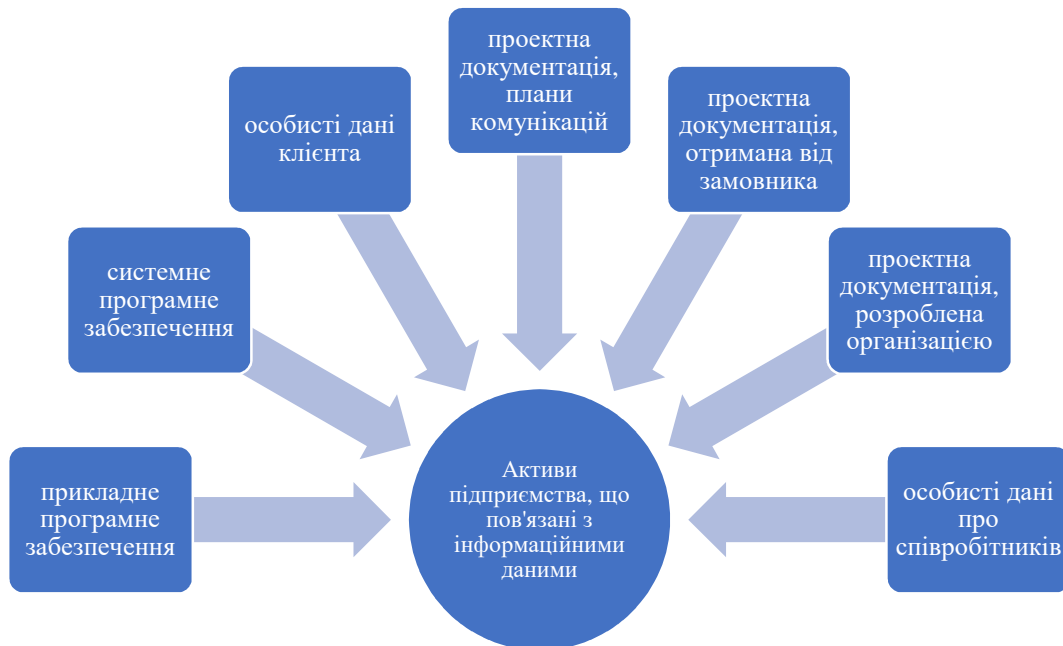 проектна
документація,
плани
комунікацій
особисті дані
клієнта
проектна
документація,
отримана від
замовника
системне
програмне
забезпечення
проектна
документація,
розроблена
організацією
прикладне
програмне
забезпечення
Активи
підприємства, що
пов'язані з
інформаційними
даними
особисті дані
про
співробітників